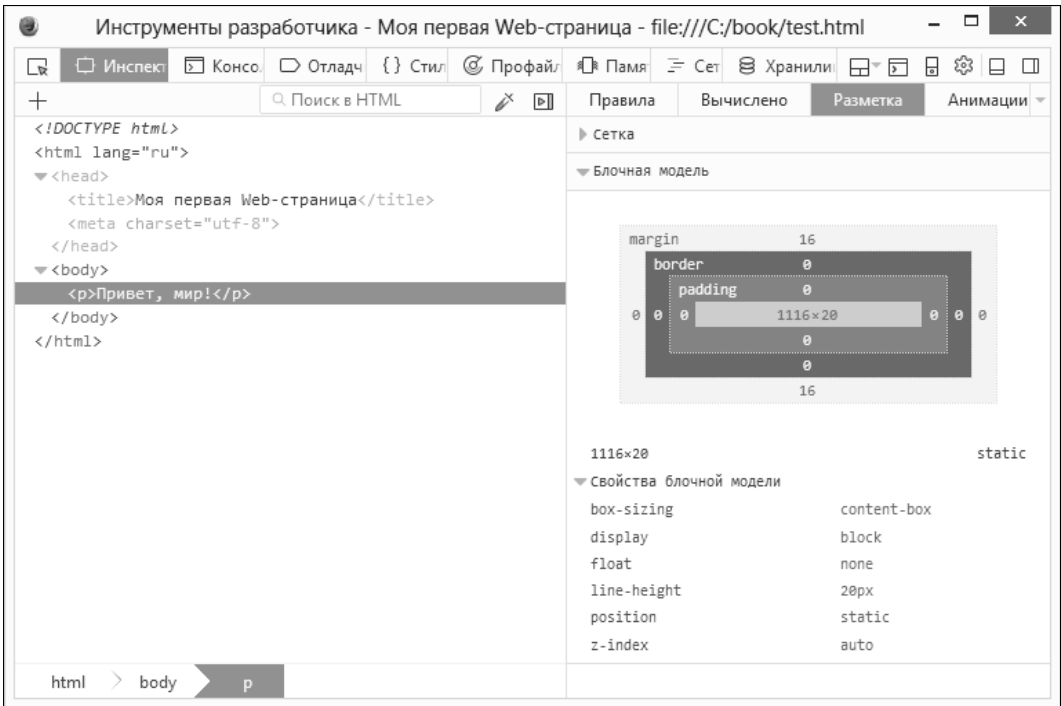 Инструменты разработчика - Моя первая Web-страница - file:///C:/book/test.html
Инспект Консо. Отладч {} Стил Профайл Памя Сет Хранили
Поиск в HTML
Правила Вычислено Разметка Анимации
<!DOCTYPE html>
<html lang="ru">
<head>
<title>Моя первая Web-страница</title>
<meta charset="utf-8">
</head>
<body>
<p>Привет, мир!</p>
</body>
</html>
html body p
Сетка
Блочная модель
margin 16
border 0
padding 0
0 0 0 1116×20 0 0 0
0
0
16
1116×20 static
Свойства блочной модели
box-sizing content-box
display block
float none
line-height 20px
position static
z-index auto